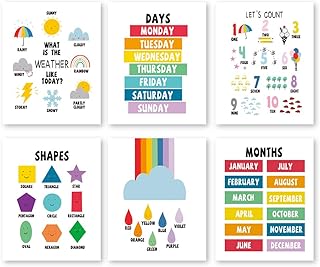 SUNNY
RAINY
CLOUDY
WHAT
IS THE
WEATHER
LIKE
TODAY?
WINDY
RAINBOW
STORMY
SNOWY
PARTLY
CLOUDY
DAYS
MONDAY
TUESDAY
WEDNESDAY
THURSDAY
FRIDAY
SATURDAY
SUNDAY
LET'S COUNT
1 2 3
ONE TWO THREE
4 5 6
FOUR FIVE SIX
7 8
SEVEN EIGHT
9 10 11 12
NINE TEN ELEVEN TWELVE
SHAPES
SQUARE TRIANGLE STAR
PENTAGON CIRCLE RECTANGLE
OVAL HEXAGON DIAMOND
RED YELLOW BLUE VIOLET
ORANGE GREEN PURPLE
MONTHS
JANUARY JULY
FEBRUARY AUGUST
MARCH SEPTEMBER
APRIL OCTOBER
MAY NOVEMBER
JUNE DECEMBER